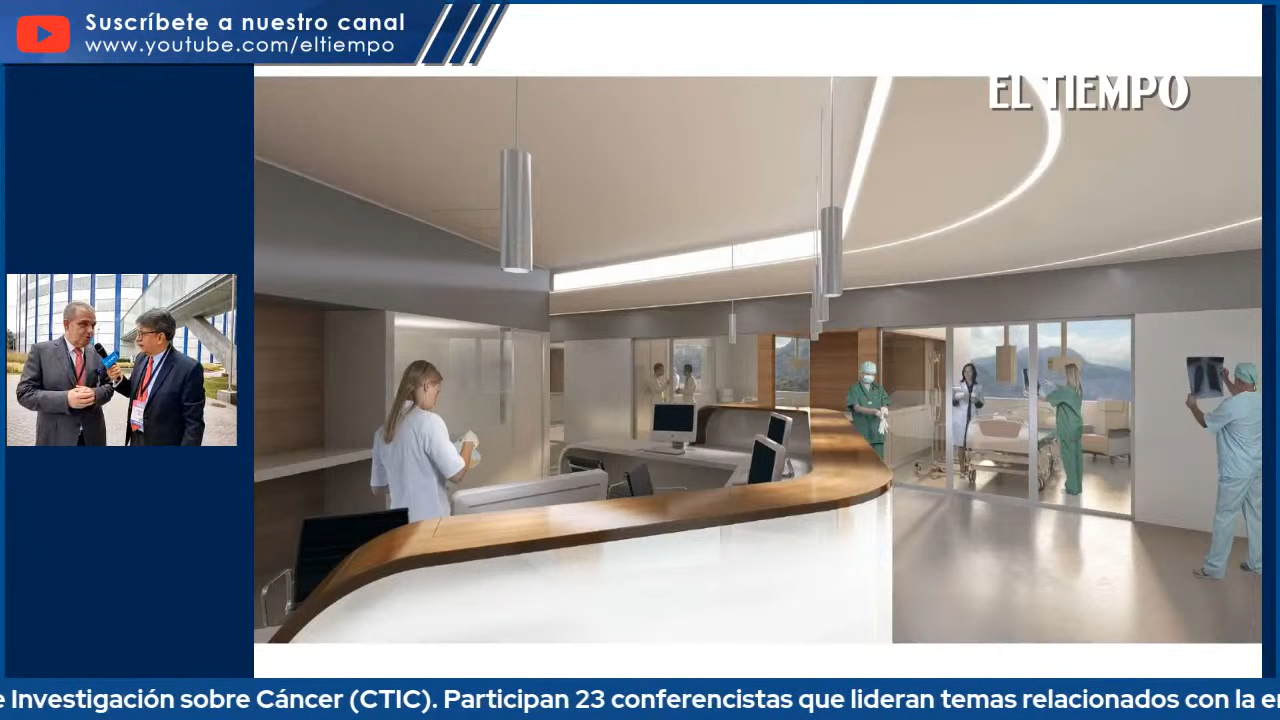 Suscríbete a nuestro canal
www.youtube.com/eltiempo
EL TIEMPO
Investigación sobre Cáncer (CTIC). Participan 23 conferencistas que lideran temas relacionados con la